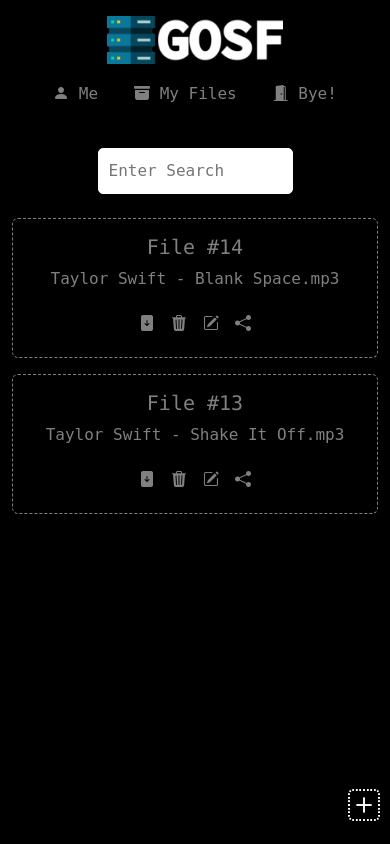 GOSF
Me My Files Bye!
Enter Search
File #14
Taylor Swift - Blank Space.mp3
File #13
Taylor Swift - Shake It Off.mp3